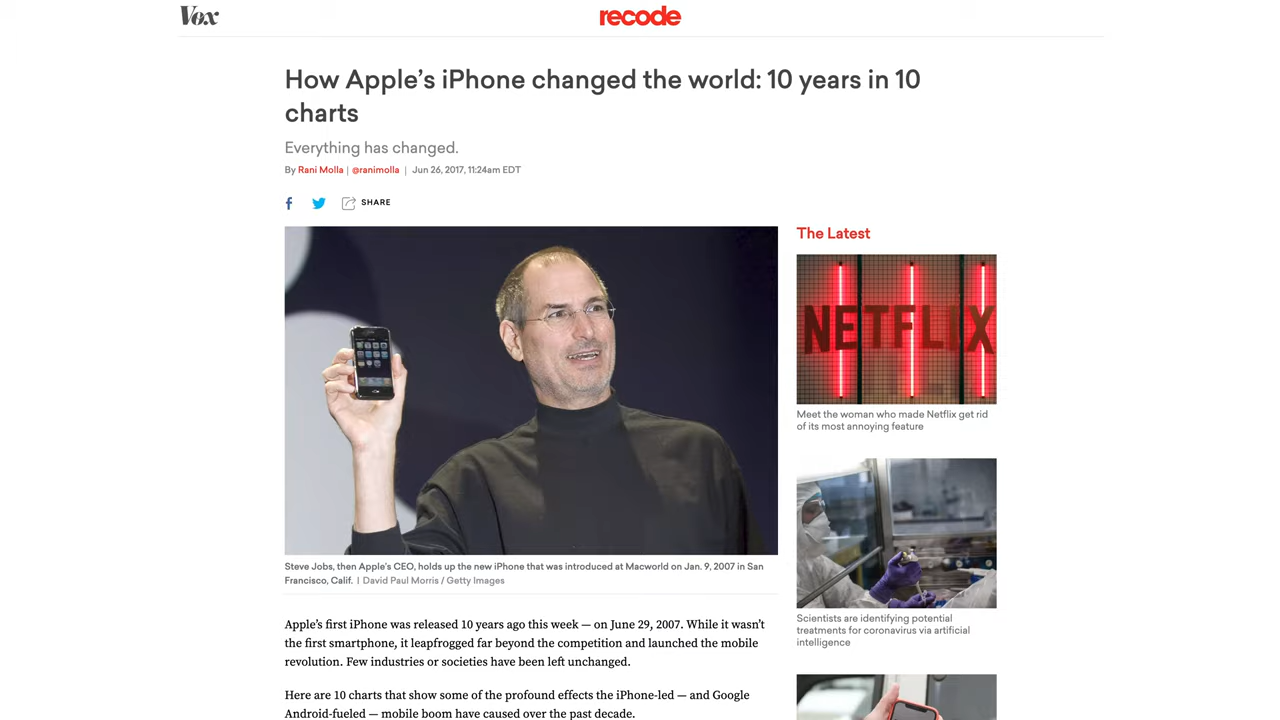 Vox
recode
How Apple’s iPhone changed the world: 10 years in 10
charts
Everything has changed.
By Rani Molla | @ranimolla | Jun 26, 2017, 11:24am EDT
SHARE
Steve Jobs, then Apple’s CEO, holds up the new iPhone that was introduced at Macworld on Jan. 9, 2007 in San
Francisco, Calif. | David Paul Morris / Getty Images
Apple’s first iPhone was released 10 years ago this week — on June 29, 2007. While it wasn’t
the first smartphone, it leapfrogged far beyond the competition and launched the mobile
revolution. Few industries or societies have been left unchanged.
Here are 10 charts that show some of the profound effects the iPhone-led — and Google
Android-fueled — mobile boom have caused over the past decade.
The Latest
NETFLIX
Meet the woman who made Netflix get rid
of its most annoying feature
Scientists are identifying potential
treatments for coronavirus via artificial
intelligence